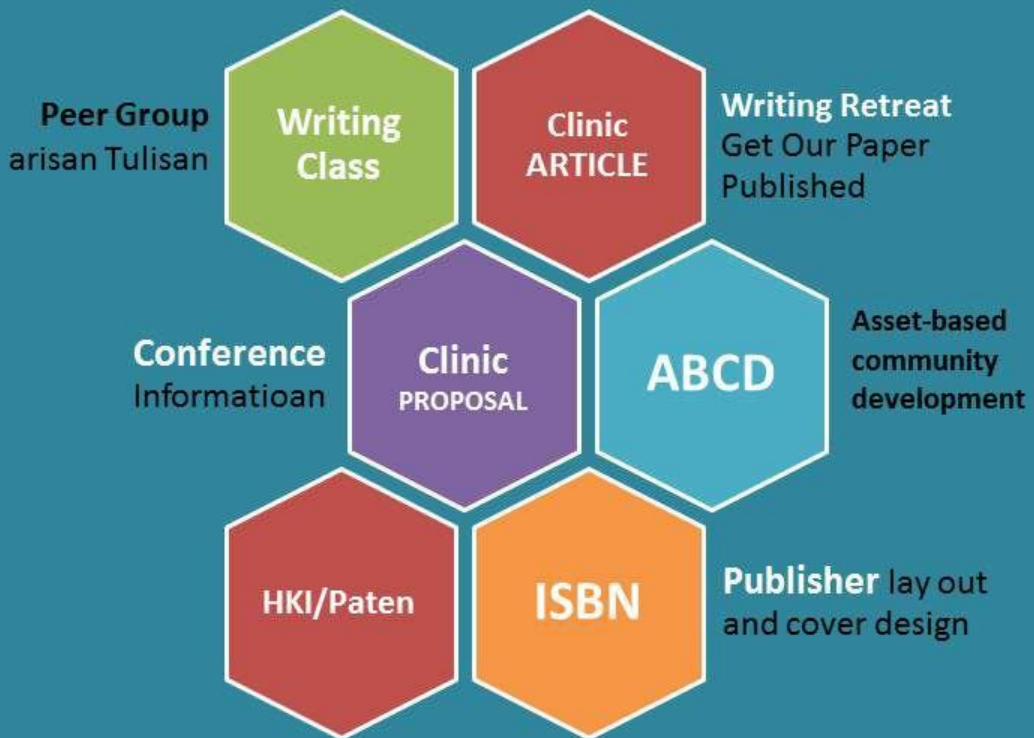 Peer Group
arisan Tulisan
Writing
Class
Clinic
ARTICLE
Writing Retreat
Get Our Paper
Published
Conference
Informatioan
Clinic
PROPOSAL
ABCD
Asset-based
community
development
HKI/Paten
ISBN
Publisher lay out
and cover design